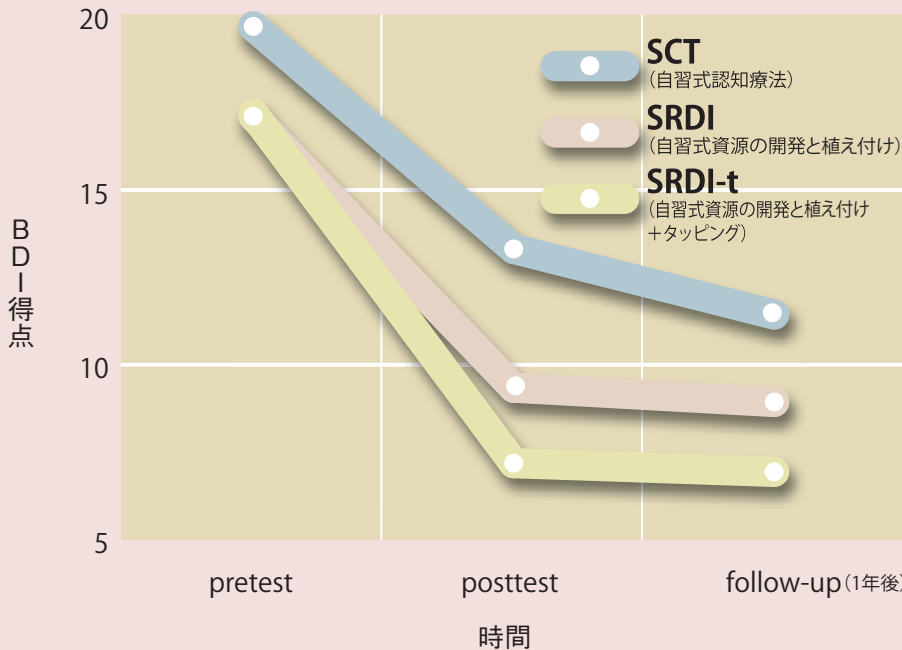 20
15
10
5
BDI得点
SCT
(自習式認知療法)
SRDI
(自習式資源の開発と植え付け)
SRDI-t
(自習式資源の開発と植え付け
＋タッピング)
pretest
posttest
follow-up(1年後)
時間